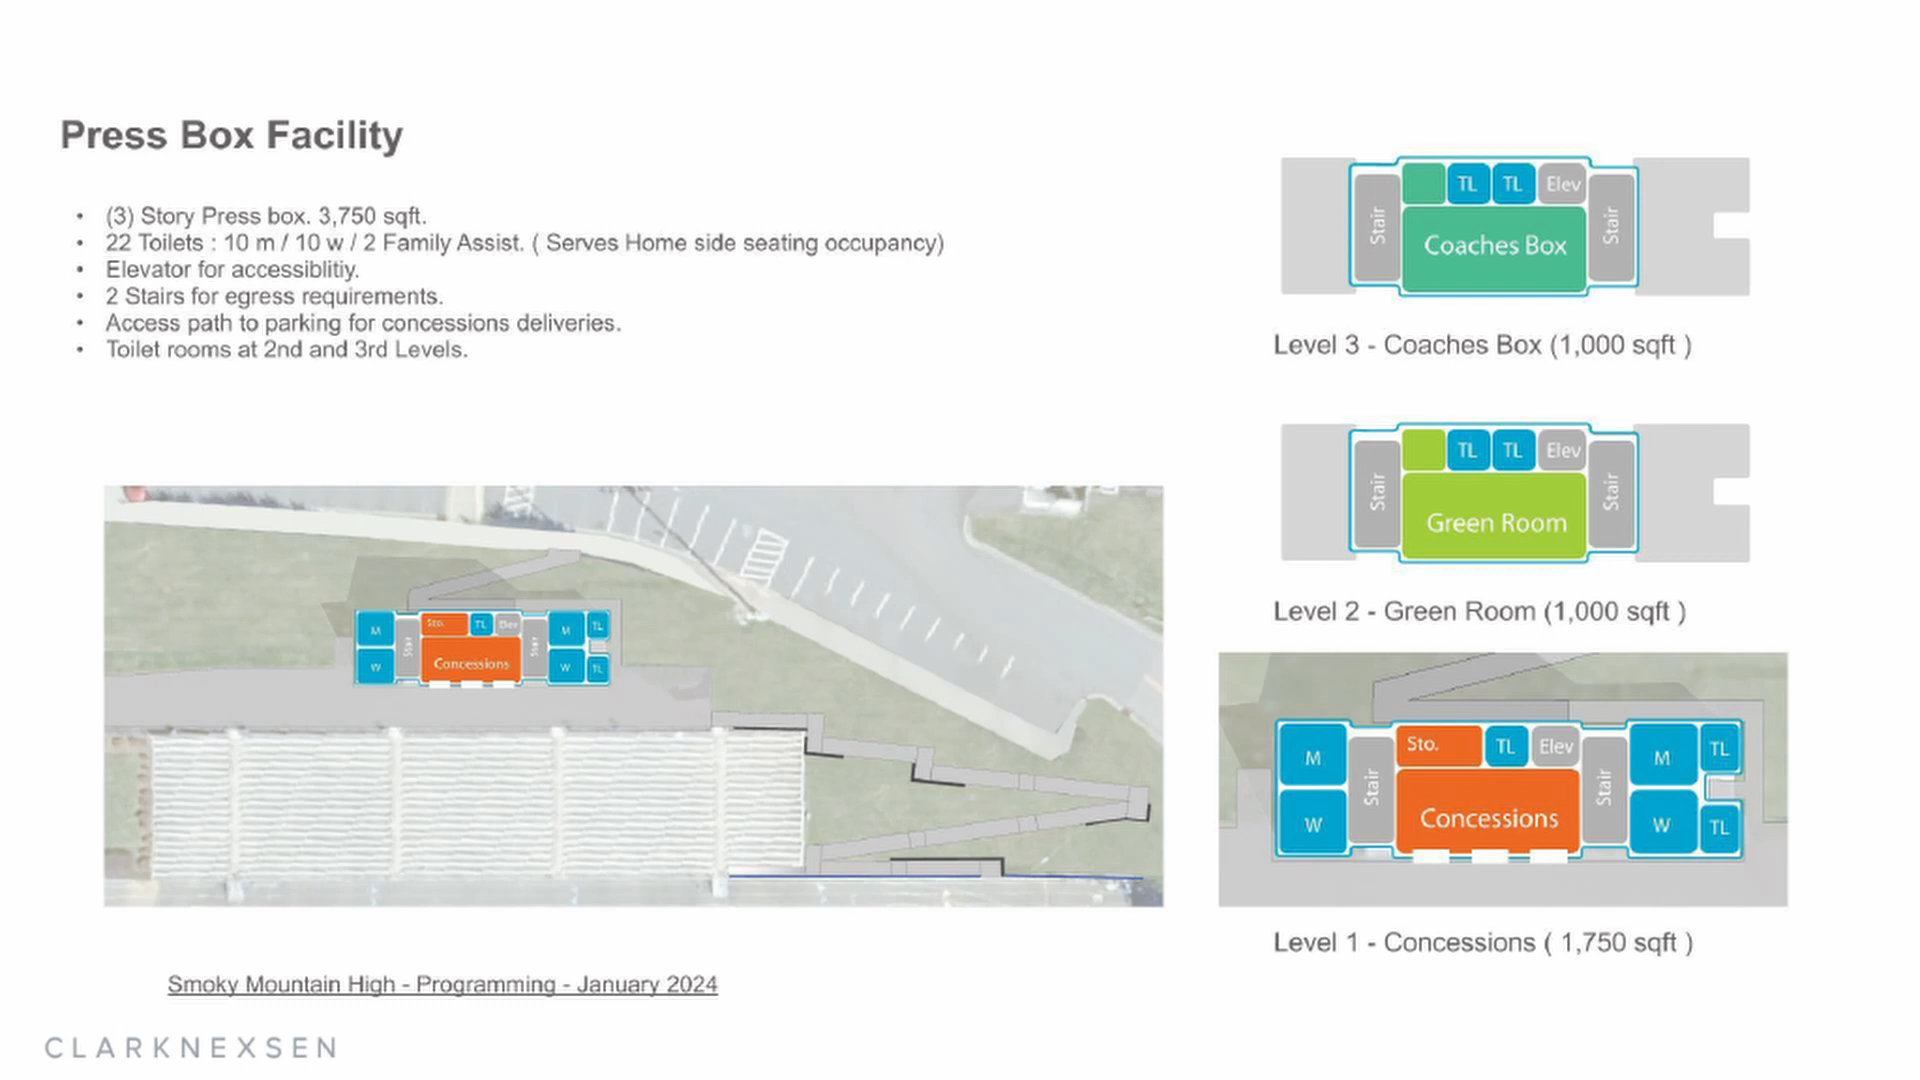 Press Box Facility
• (3) Story Press box. 3,750 sqft.
• 22 Toilets : 10 m / 10 w / 2 Family Assist. ( Serves Home side seating occupancy)
• Elevator for accessiblitiy.
• 2 Stairs for egress requirements.
• Access path to parking for concessions deliveries.
• Toilet rooms at 2nd and 3rd Levels.
TL TL Elev
Stair
Coaches Box
Stair
Level 3 - Coaches Box (1,000 sqft )
TL TL Elev
Stair
Green Room
Stair
Level 2 - Green Room (1,000 sqft )
M
Stair
Sto.
TL
Elev
Stair
M
TL
W
Concessions
W
TL
M
Stair
Sto.
TL
Elev
Stair
M
TL
W
Concessions
W
TL
Level 1 - Concessions ( 1,750 sqft )
Smoky Mountain High - Programming - January 2024
CLARKNEXSEN